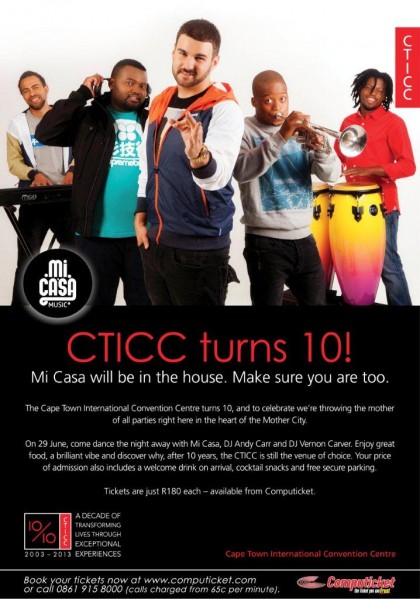 CTICC
.Mi.
CASA
MUSIC
CTICC turns 10!
Mi Casa will be in the house. Make sure you are too.
The Cape Town International Convention Centre turns 10, and to celebrate we're throwing the mother
of all parties right here in the heart of the Mother City.
On 29 June, come dance the night away with Mi Casa, DJ Andy Carr and DJ Vernon Carver. Enjoy great
food, a brilliant vibe and discover why, after 10 years, the CTICC is still the venue of choice. Your price
of admission also includes a welcome drink on arrival, cocktail snacks and free secure parking.
Tickets are just R180 each – available from Computicket.
10/10
CTICC
2003 – 2013
A DECADE OF
TRANSFORMING
LIVES THROUGH
EXCEPTIONAL
EXPERIENCES
Cape Town International Convention Centre
Book your tickets now at www.computicket.com
or call 0861 915 8000 (calls charged from 65c per minute).
Computicket
the ticket you can trust!